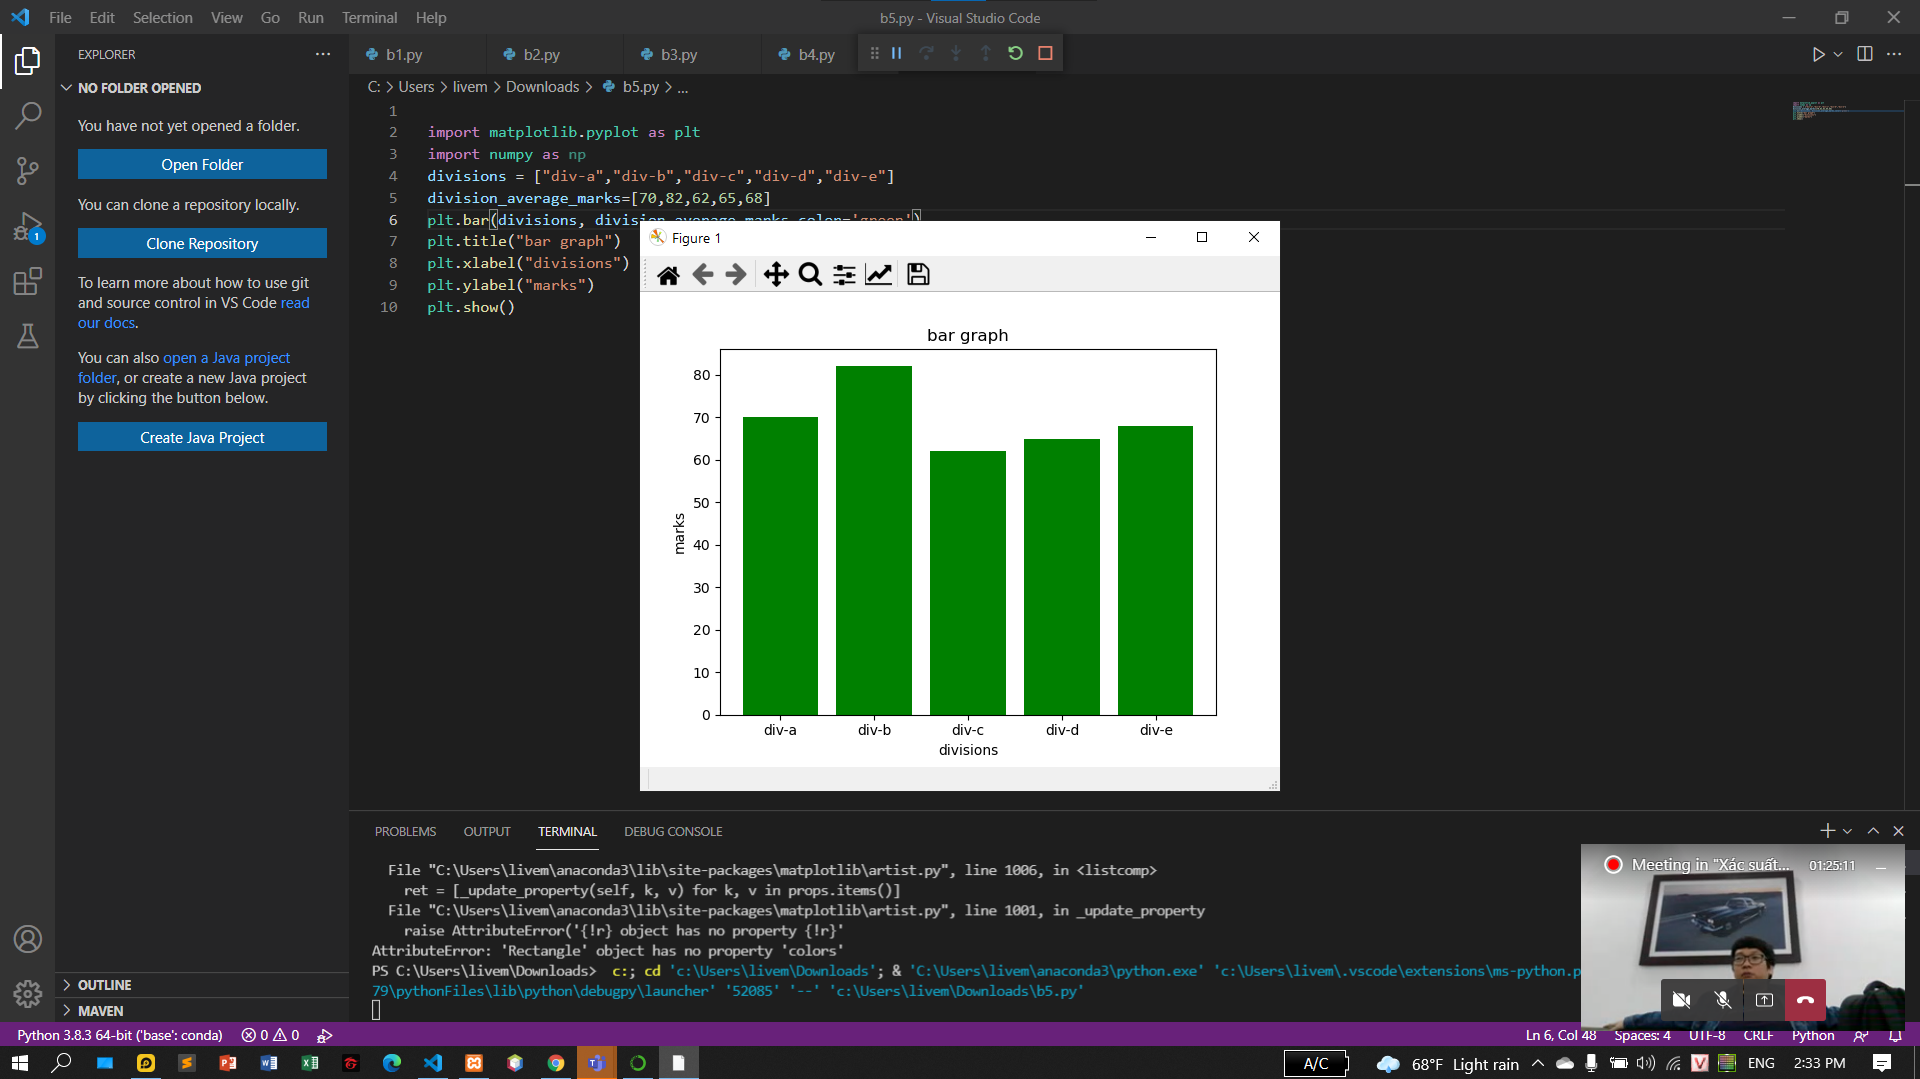 File Edit Selection View Go Run Terminal Help
b5.py - Visual Studio Code
EXPLORER
b1.py
b2.py
b3.py
b4.py
NO FOLDER OPENED
C: > Users > livem > Downloads > b5.py > ...
You have not yet opened a folder.
Open Folder
You can clone a repository locally.
Clone Repository
To learn more about how to use git
and source control in VS Code read
our docs.
You can also open a Java project
folder, or create a new Java project
by clicking the button below.
Create Java Project
OUTLINE
MAVEN
1
1
2 import matplotlib.pyplot as plt
3 import numpy as np
4 divisions = ["div-a","div-b","div-c","div-d","div-e"]
5 division_average_marks=[70,82,62,65,68]
6 plt.bar(divisions, division_average_marks,color='green')
7 plt.title("bar graph")
8 plt.xlabel("divisions")
9 plt.ylabel("marks")
10 plt.show()
Figure 1
bar graph
80
70
60
50
40
30
20
10
0
marks
div-a div-b div-c div-d div-e
divisions
PROBLEMS OUTPUT TERMINAL DEBUG CONSOLE
File "C:\Users\livem\anaconda3\lib\site-packages\matplotlib\artist.py", line 1006, in <listcomp>
ret = [_update_property(self, k, v) for k, v in props.items()]
File "C:\Users\livem\anaconda3\lib\site-packages\matplotlib\artist.py", line 1001, in _update_property
raise AttributeError('{!r} object has no property {!r}'
AttributeError: 'Rectangle' object has no property 'colors'
PS C:\Users\livem\Downloads> c:; cd 'c:\Users\livem\Downloads'; & 'C:\Users\livem\anaconda3\python.exe' 'c:\Users\livem\.vscode\extensions\ms-python.p
79\pythonFiles\lib\python\debugpy\launcher' '52085' '--' 'c:\Users\livem\Downloads\b5.py'
Meeting in "Xác suất... 01:25:11
Python 3.8.3 64-bit ('base': conda) 0 0
Ln 6, Col 48 Spaces: 4 UTF-8 CRLF Python
A/C 68°F Light rain ENG 2:33 PM